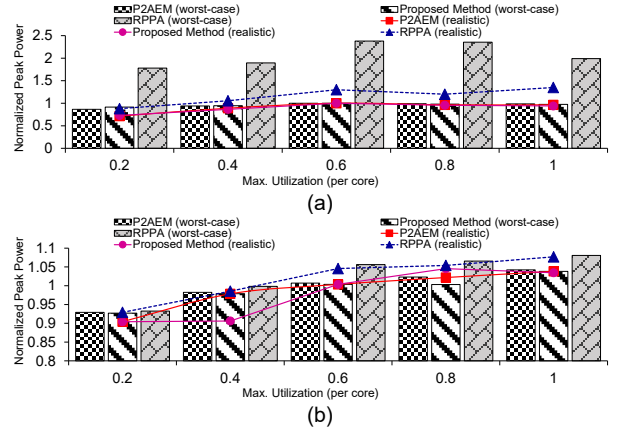 P2AEM (worst-case) Proposed Method (worst-case)
RPPA (worst-case) P2AEM (realistic)
Proposed Method (realistic) RPPA (realistic)
Normalized Peak Power
2.5
2
1.5
1
0.5
0
0.2 0.4 0.6 0.8 1
Max. Utilization (per core)
(a)
P2AEM (worst-case) Proposed Method (worst-case)
RPPA (worst-case) P2AEM (realistic)
Proposed Method (realistic) RPPA (realistic)
Normalized Peak Power
1.1
1.05
1
0.95
0.9
0.85
0.8
0.2 0.4 0.6 0.8 1
Max. Utilization (per core)
(b)